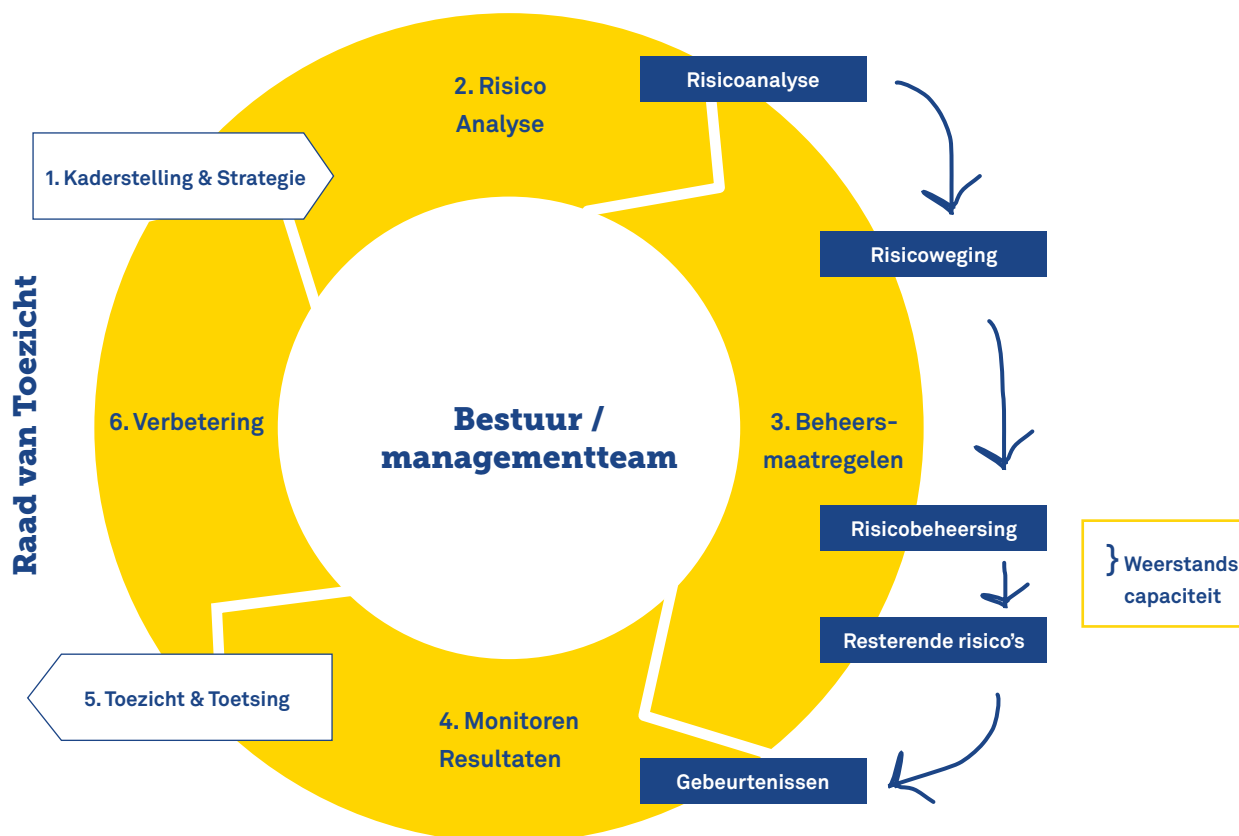 2. Risico
Analyse
Risicoanalyse
1. Kaderstelling & Strategie
Risicoweging
Raad van Toezicht
6. Verbetering
Bestuur /
managementteam
3. Beheers-
maatregelen
Risicobeheersing
} Weerstands
capaciteit
Resterende risico's
5. Toezicht & Toetsing
4. Monitoren
Resultaten
Gebeurtenissen